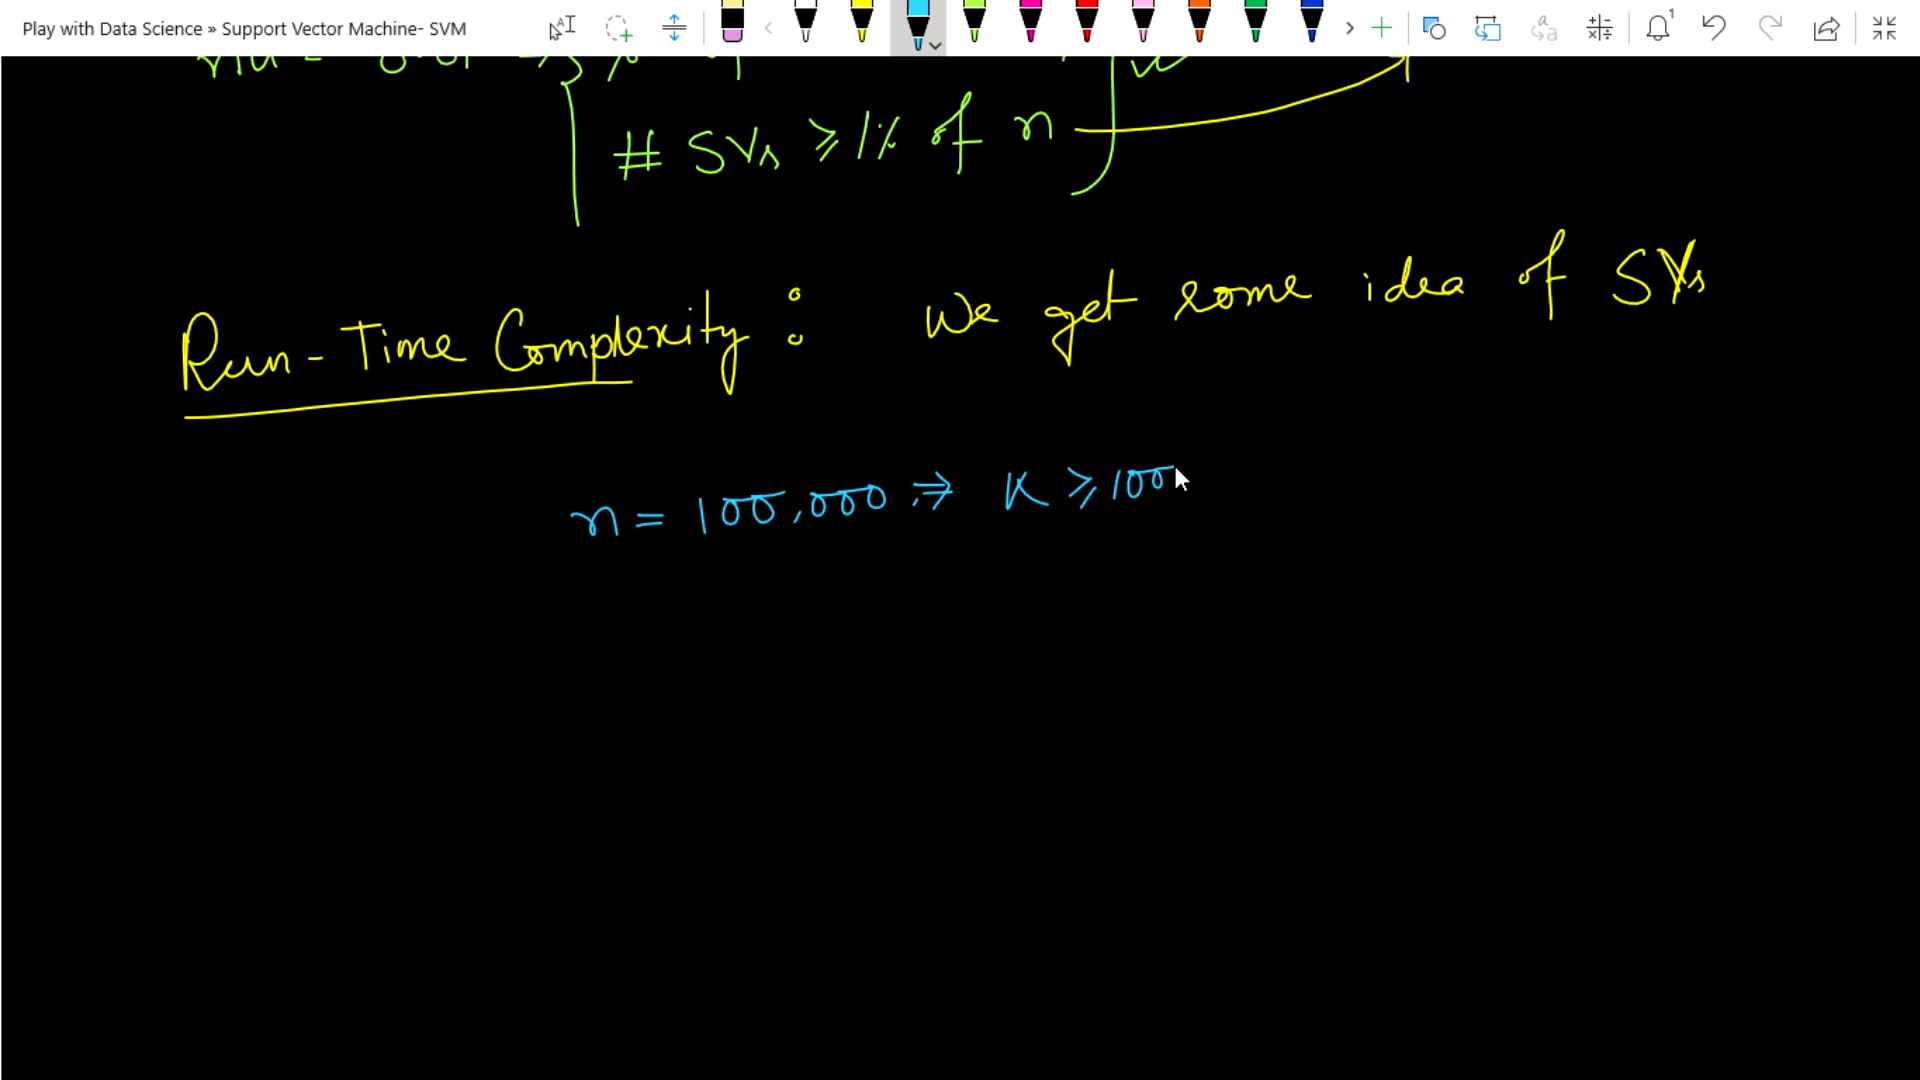 Play with Data Science » Support Vector Machine- SVM
# SVs ≥ 1% of n
Run-Time Complexity : We get some idea of SVs
n = 100,000 ⇒ K ≥ 100